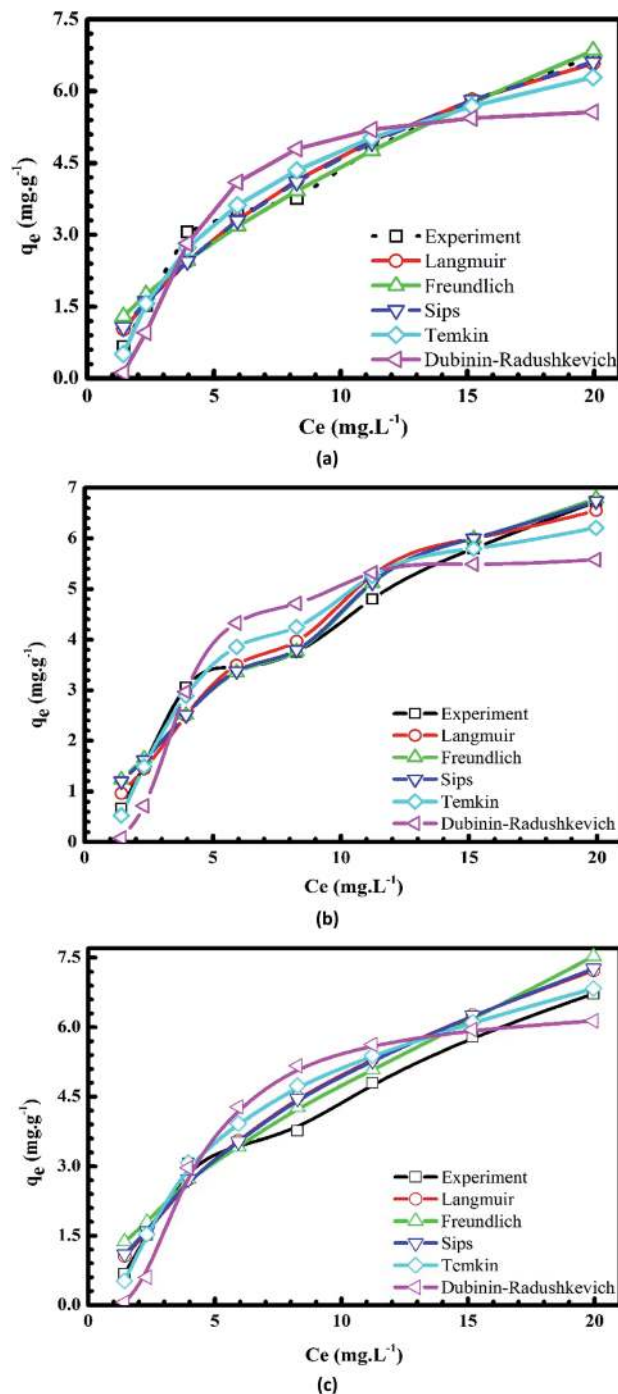 7.5
6.0
4.5
3.0
1.5
0.0
qe (mg.g-1)
Experiment
Langmuir
Freundlich
Sips
Temkin
Dubinin-Radushkevich
0 5 10 15 20
Ce (mg.L-1)
(a)
7
6
5
4
3
2
1
0
qe (mg.g-1)
Experiment
Langmuir
Freundlich
Sips
Temkin
Dubinin-Radushkevich
0 5 10 15 20
Ce (mg.L-1)
(b)
7.5
6.0
4.5
3.0
1.5
0.0
qe (mg.g-1)
Experiment
Langmuir
Freundlich
Sips
Temkin
Dubinin-Radushkevich
0 5 10 15 20
Ce (mg.L-1)
(c)